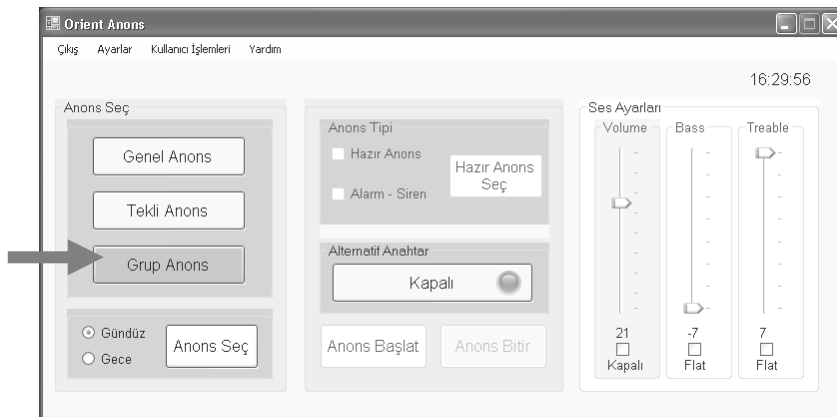 Orient Anons
Çıkış Ayarlar Kullanıcı İşlemleri Yardım
16:29:56
Anons Seç
Genel Anons
Tekli Anons
Grup Anons
Gündüz
Gece
Anons Seç
Anons Tipi
Hazır Anons
Alarm - Siren
Hazır Anons
Seç
Alternatif Anahtar
Kapalı
Anons Başlat
Anons Bitir
Ses Ayarları
Volume
Bass
Treable
21
-7
7
Kapalı
Flat
Flat